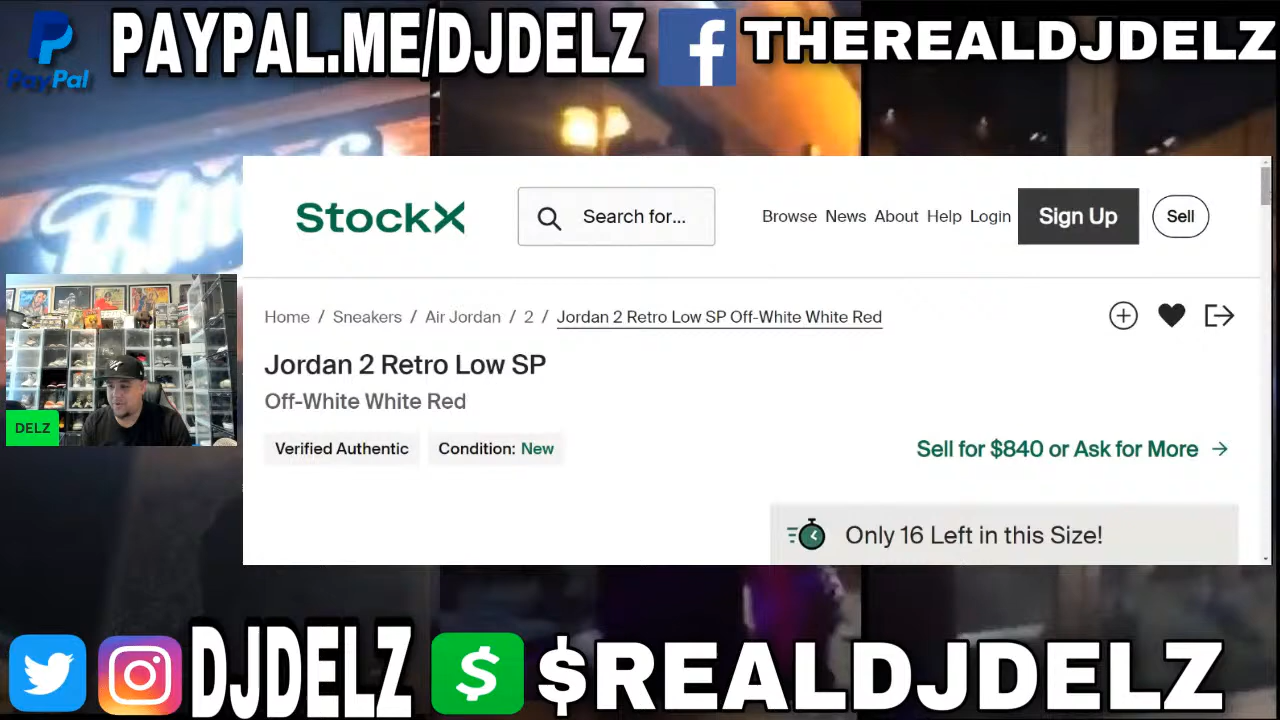 PayPal
PAYPAL.ME/DJDELZ
THEREALDJDELZ
StockX
Search for...
Browse News About Help Login
Sign Up
Sell
Home / Sneakers / Air Jordan / 2 / Jordan 2 Retro Low SP Off-White White Red
Jordan 2 Retro Low SP
Off-White White Red
Verified Authentic
Condition: New
Sell for $840 or Ask for More →
Only 16 Left in this Size!
DELZ
DJDELZ
$REALDJDELZ